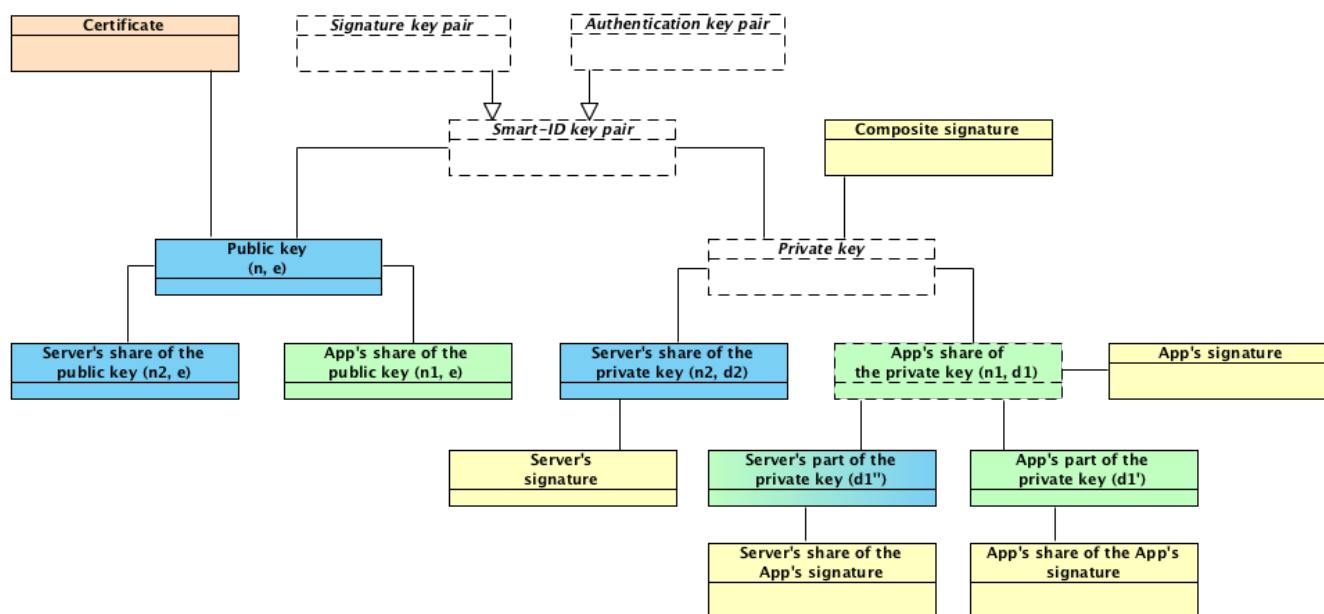 Certificate
Signature key pair
Authentication key pair
Smart-ID key pair
Composite signature
Public key
(n, e)
Private key
Server's share of the
public key (n2, e)
App's share of the
public key (n1, e)
Server's share of the
private key (n2, d2)
App's share of
the private key (n1, d1)
App's signature
Server's
signature
Server's part of the
private key (d1'')
App's part of the
private key (d1')
Server's share of the
App's signature
App's share of the App's
signature